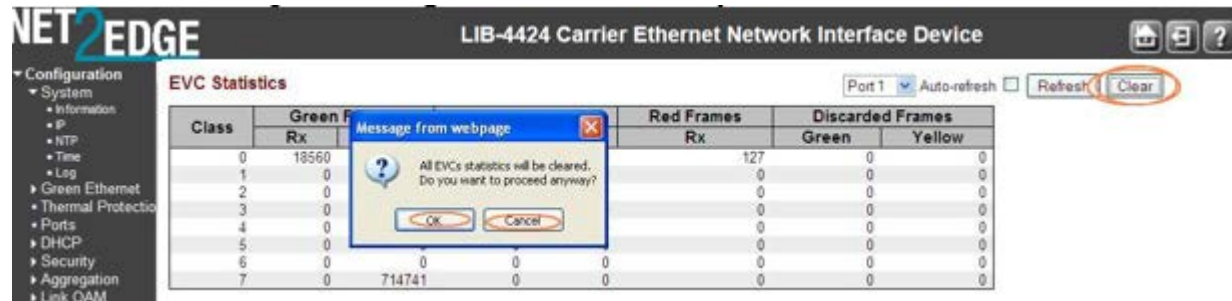 NET2EDGE
LIB-4424 Carrier Ethernet Network Interface Device
?
Configuration
System
Information
IP
NTP
Time
Log
Green Ethernet
Thermal Protectio
Ports
DHCP
Security
Aggregation
Link OAM
EVC Statistics
Port 1 Auto-refresh Refresh Clear
Class Green F Red Frames Discarded Frames
Rx Rx Green Yellow
0 18560 127 0 0
1 0 0 0 0
2 0 0 0 0
3 0 0 0 0
4 0 0 0 0
5 0 0 0 0
6 0 0 0 0 0 0 0
7 0 714741 0 0 0 0 0
Message from webpage
All EVCs statistics will be cleared.
Do you want to proceed anyway?
OK Cancel